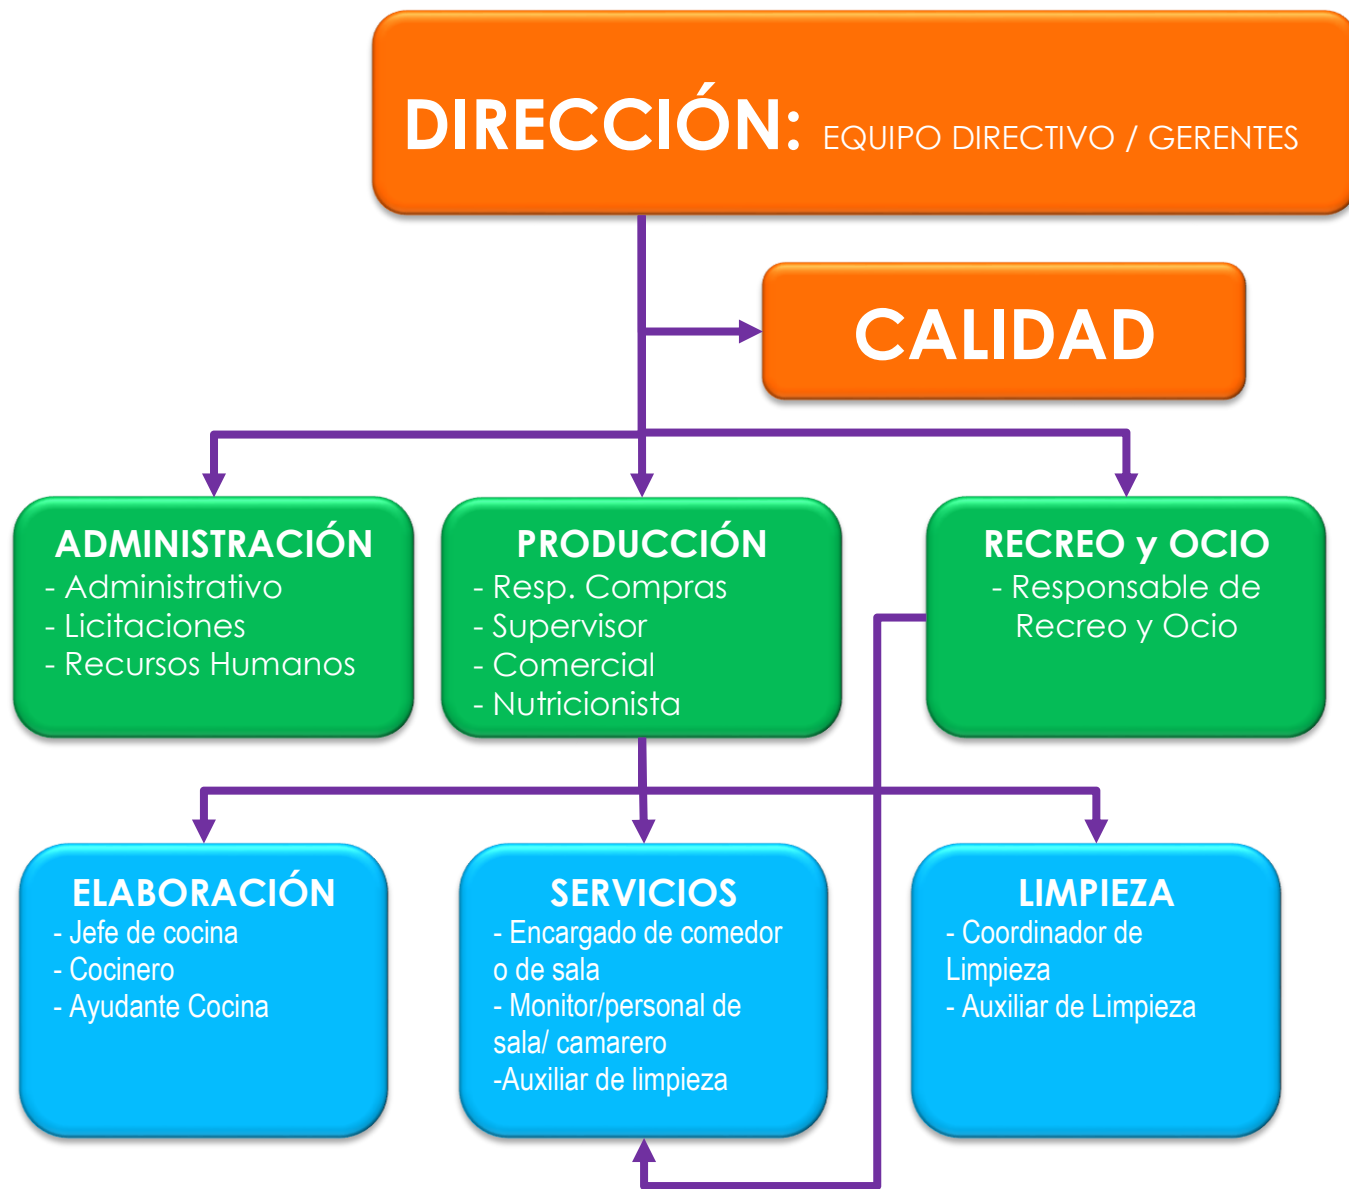 DIRECCIÓN: EQUIPO DIRECTIVO / GERENTES
CALIDAD
ADMINISTRACIÓN
- Administrativo
- Licitaciones
- Recursos Humanos
PRODUCCIÓN
- Resp. Compras
- Supervisor
- Comercial
- Nutricionista
RECREO y OCIO
- Responsable de
Recreo y Ocio
ELABORACIÓN
- Jefe de cocina
- Cocinero
- Ayudante Cocina
SERVICIOS
- Encargado de comedor
o de sala
- Monitor/personal de
sala/ camarero
-Auxiliar de limpieza
LIMPIEZA
- Coordinador de
Limpieza
- Auxiliar de Limpieza